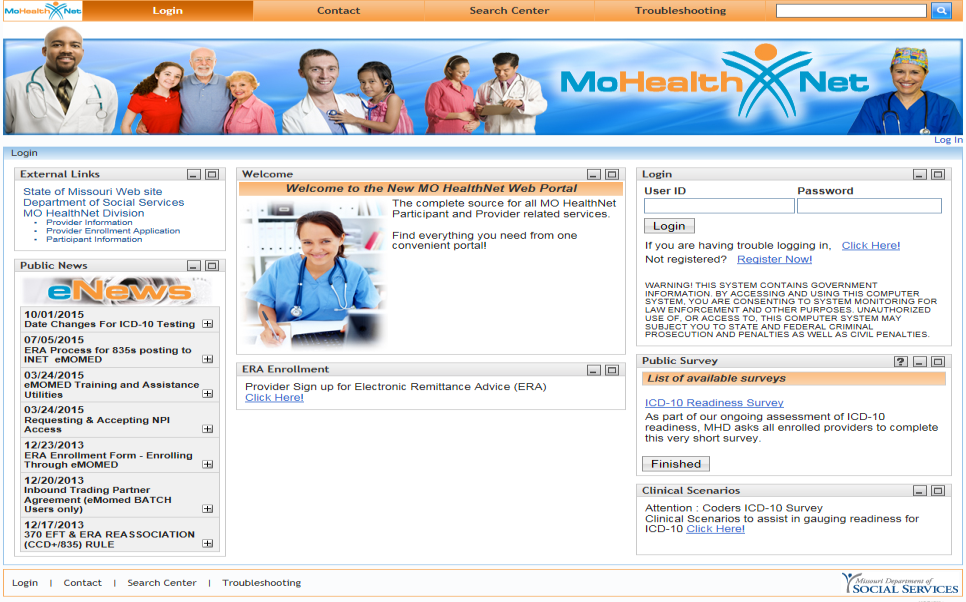 MoHealth Net
Login
Contact
Search Center
Troubleshooting
MoHealth Net
Log In
Login
External Links
State of Missouri Web site
Department of Social Services
MO HealthNet Division
• Provider Information
• Provider Enrollment Application
• Participant Information
Public News
eNews
10/01/2015
Date Changes For ICD-10 Testing
07/05/2015
ERA Process for 835s posting to
INET eMOMED
03/24/2015
eMOMED Training and Assistance
Utilities
03/24/2015
Requesting & Accepting NPI
Access
12/23/2013
ERA Enrollment Form - Enrolling
Through eMOMED
12/20/2013
Inbound Trading Partner
Agreement (eMomed BATCH
Users only)
12/17/2013
370 EFT & ERA REASSOCIATION
(CCD+/835) RULE
Welcome
Welcome to the New MO HealthNet Web Portal
The complete source for all MO HealthNet
Participant and Provider related services.
Find everything you need from one
convenient portal!
ERA Enrollment
Provider Sign up for Electronic Remittance Advice (ERA)
Click Here!
Login
User ID Password
Login
If you are having trouble logging in, Click Here!
Not registered? Register Now!
WARNING! THIS SYSTEM CONTAINS GOVERNMENT
INFORMATION. BY ACCESSING AND USING THIS COMPUTER
SYSTEM, YOU ARE CONSENTING TO SYSTEM MONITORING FOR
LAW ENFORCEMENT AND OTHER PURPOSES. UNAUTHORIZED
USE OF, OR ACCESS TO, THIS COMPUTER SYSTEM MAY
SUBJECT YOU TO STATE AND FEDERAL CRIMINAL
PROSECUTION AND PENALTIES AS WELL AS CIVIL PENALTIES.
Public Survey ?
List of available surveys
ICD-10 Readiness Survey
As part of our ongoing assessment of ICD-10
readiness, MHD asks all enrolled providers to complete
this very short survey.
Finished
Clinical Scenarios
Attention : Coders ICD-10 Survey
Clinical Scenarios to assist in gauging readiness for
ICD-10 Click Here!
Login | Contact | Search Center | Troubleshooting
Missouri Department of
SOCIAL SERVICES